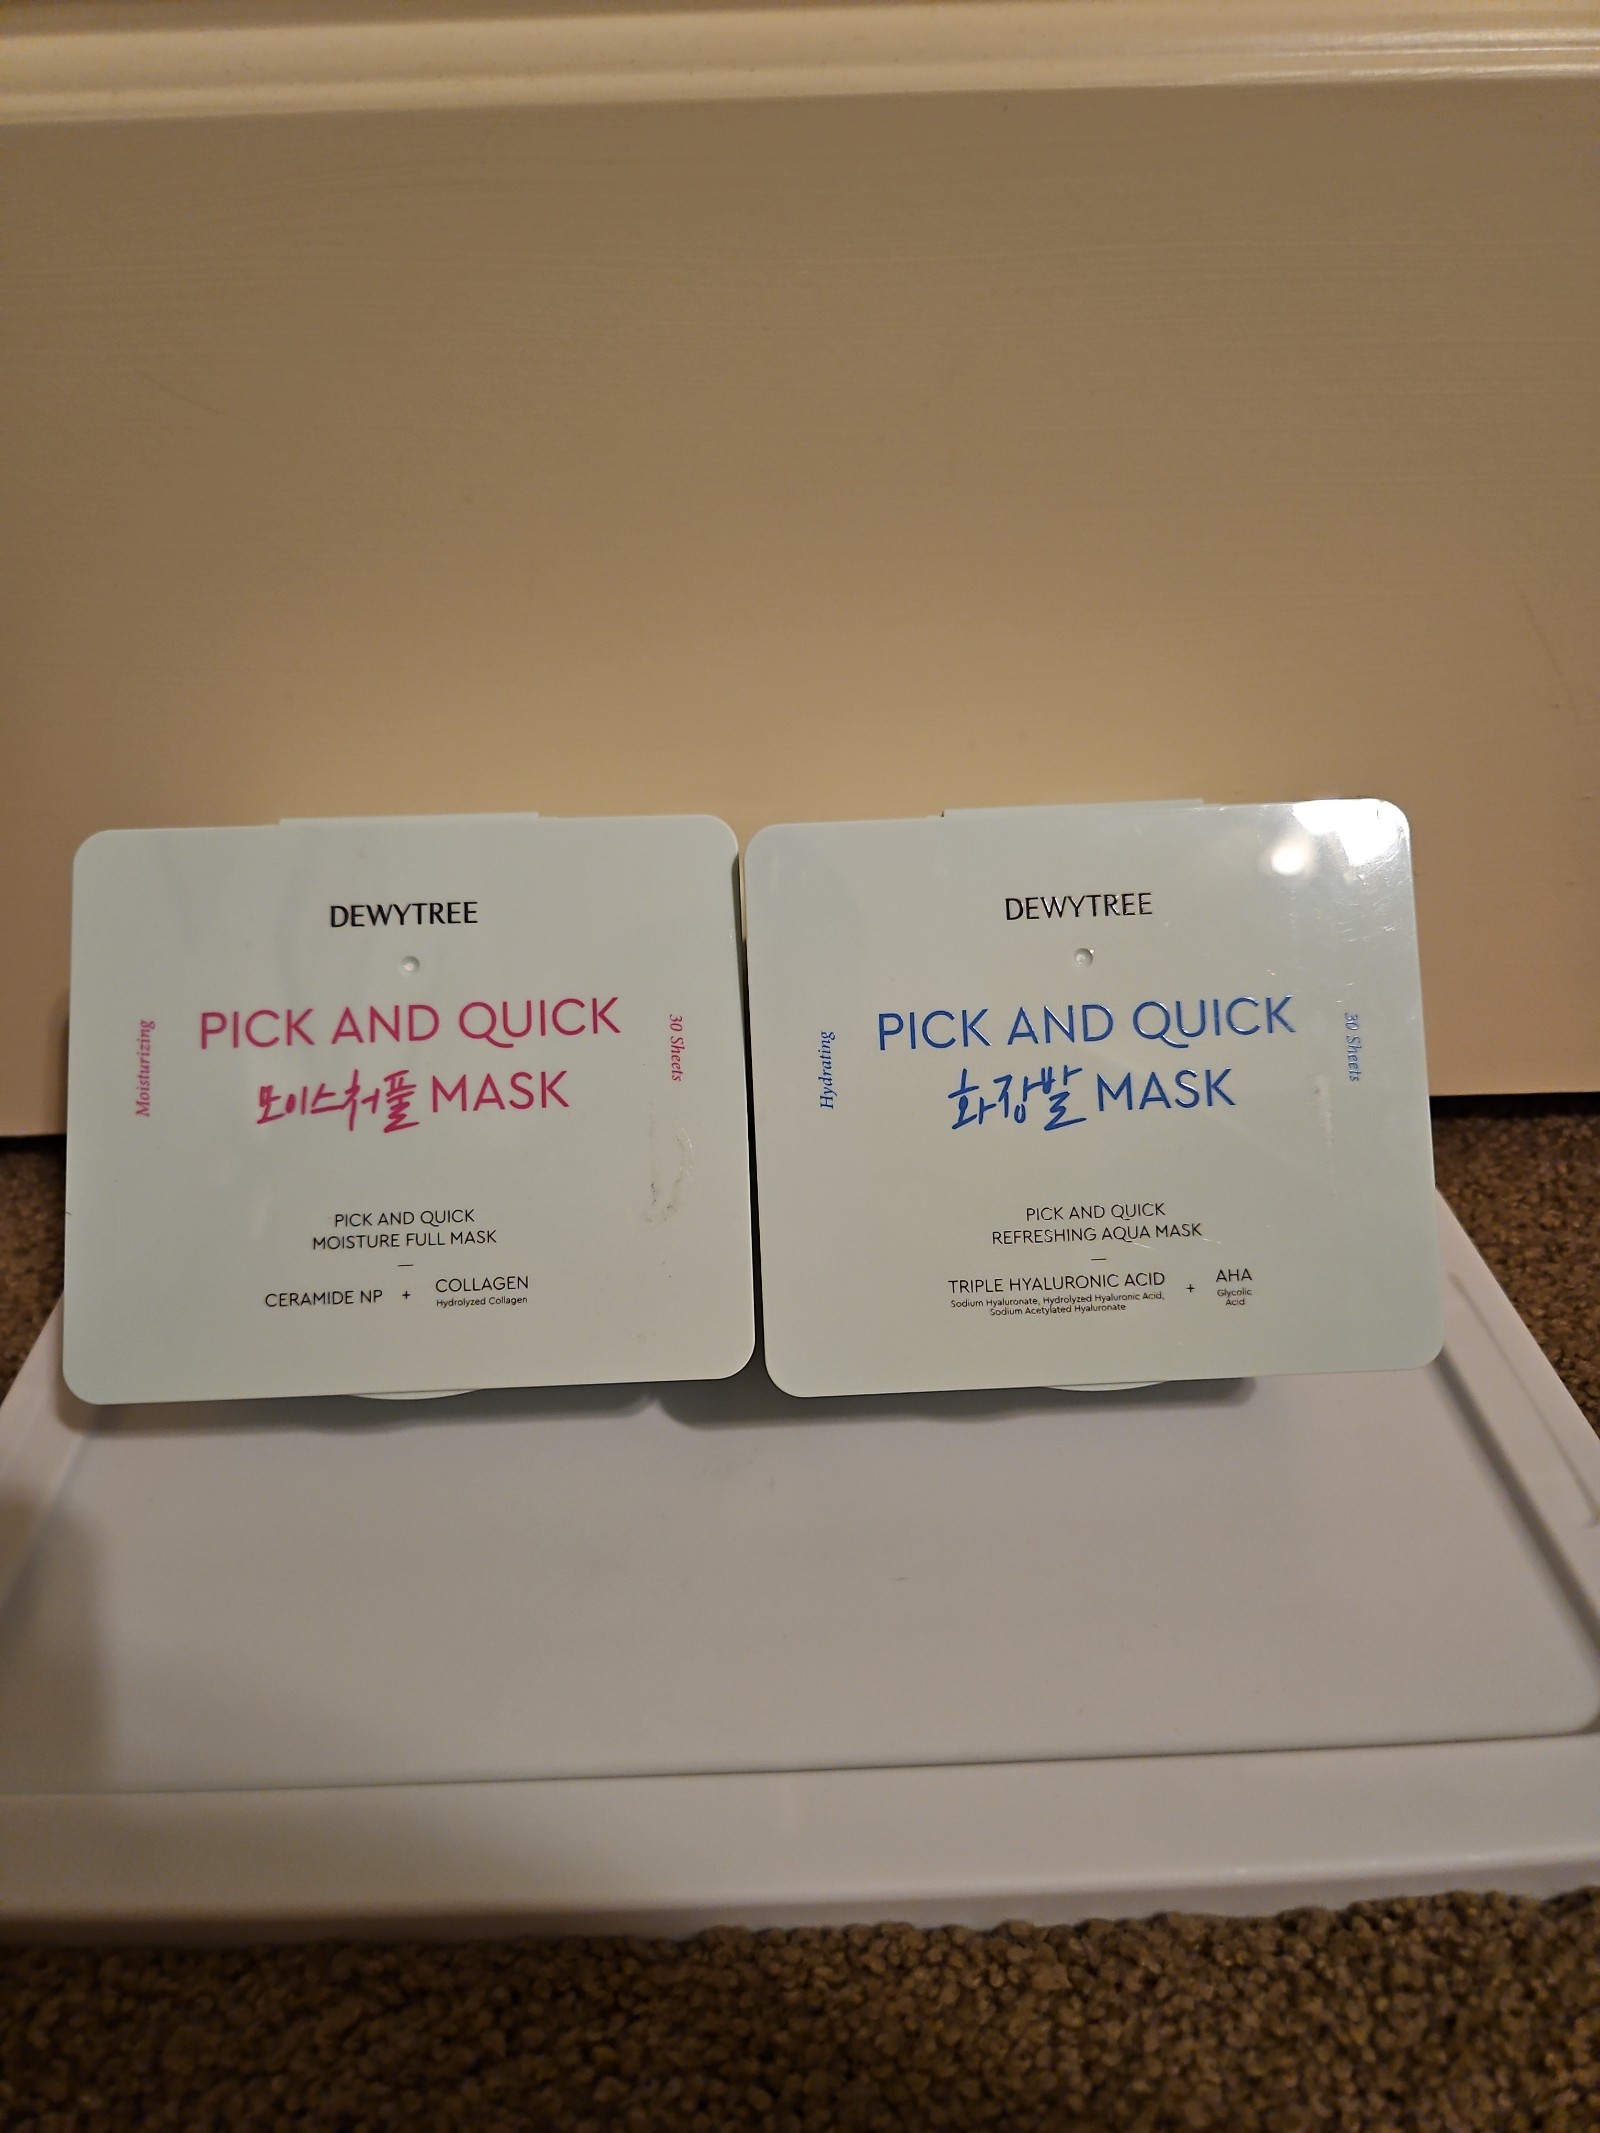 DEWYTREE
Moisturizing
PICK AND QUICK
모이스처풀 MASK
30 Sheets
PICK AND QUICK
MOISTURE FULL MASK
CERAMIDE NP + COLLAGEN
Hydrolyzed Collagen
DEWYTREE
Hydrating
PICK AND QUICK
화장발 MASK
30 Sheets
PICK AND QUICK
REFRESHING AQUA MASK
TRIPLE HYALURONIC ACID + AHA
Sodium Hyaluronate, Hydrolyzed Hyaluronic Acid,
Sodium Acetylated Hyaluronate
Glycolic
Acid